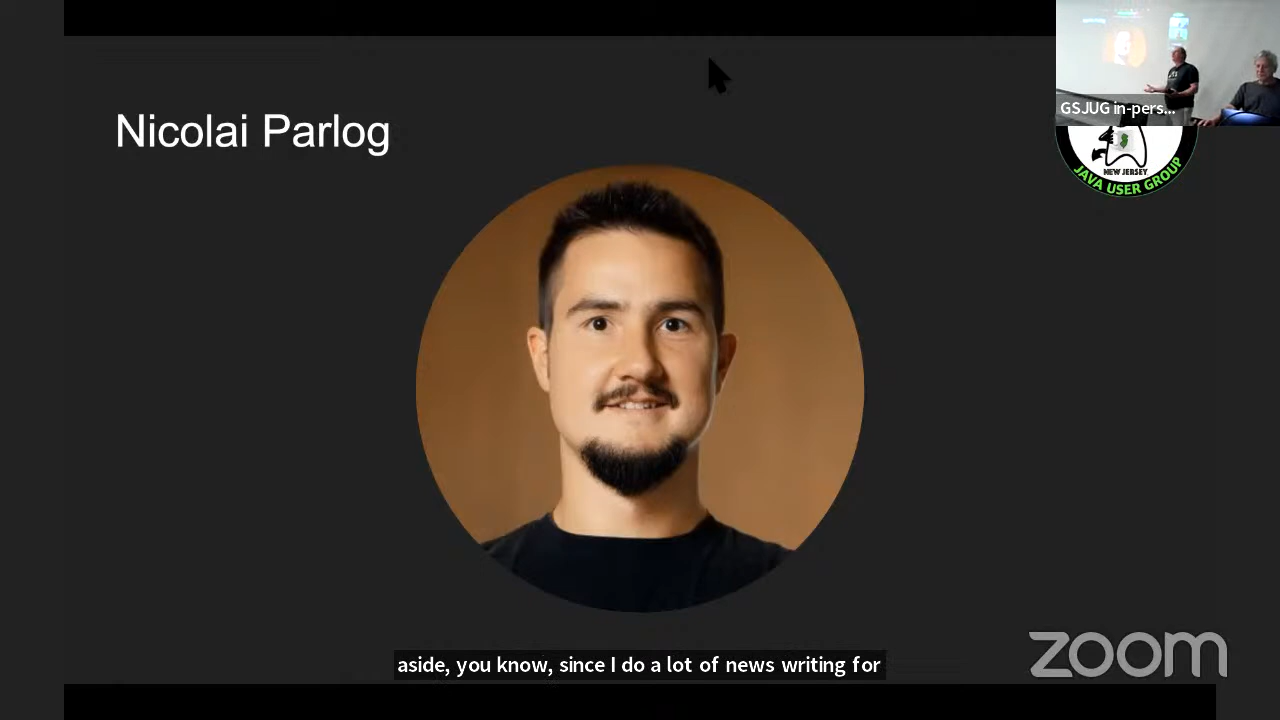 Nicolai Parlog
GSJUG in-pers...
NEW JERSEY
JAVA USER GROUP
aside, you know, since I do a lot of news writing for
zoom